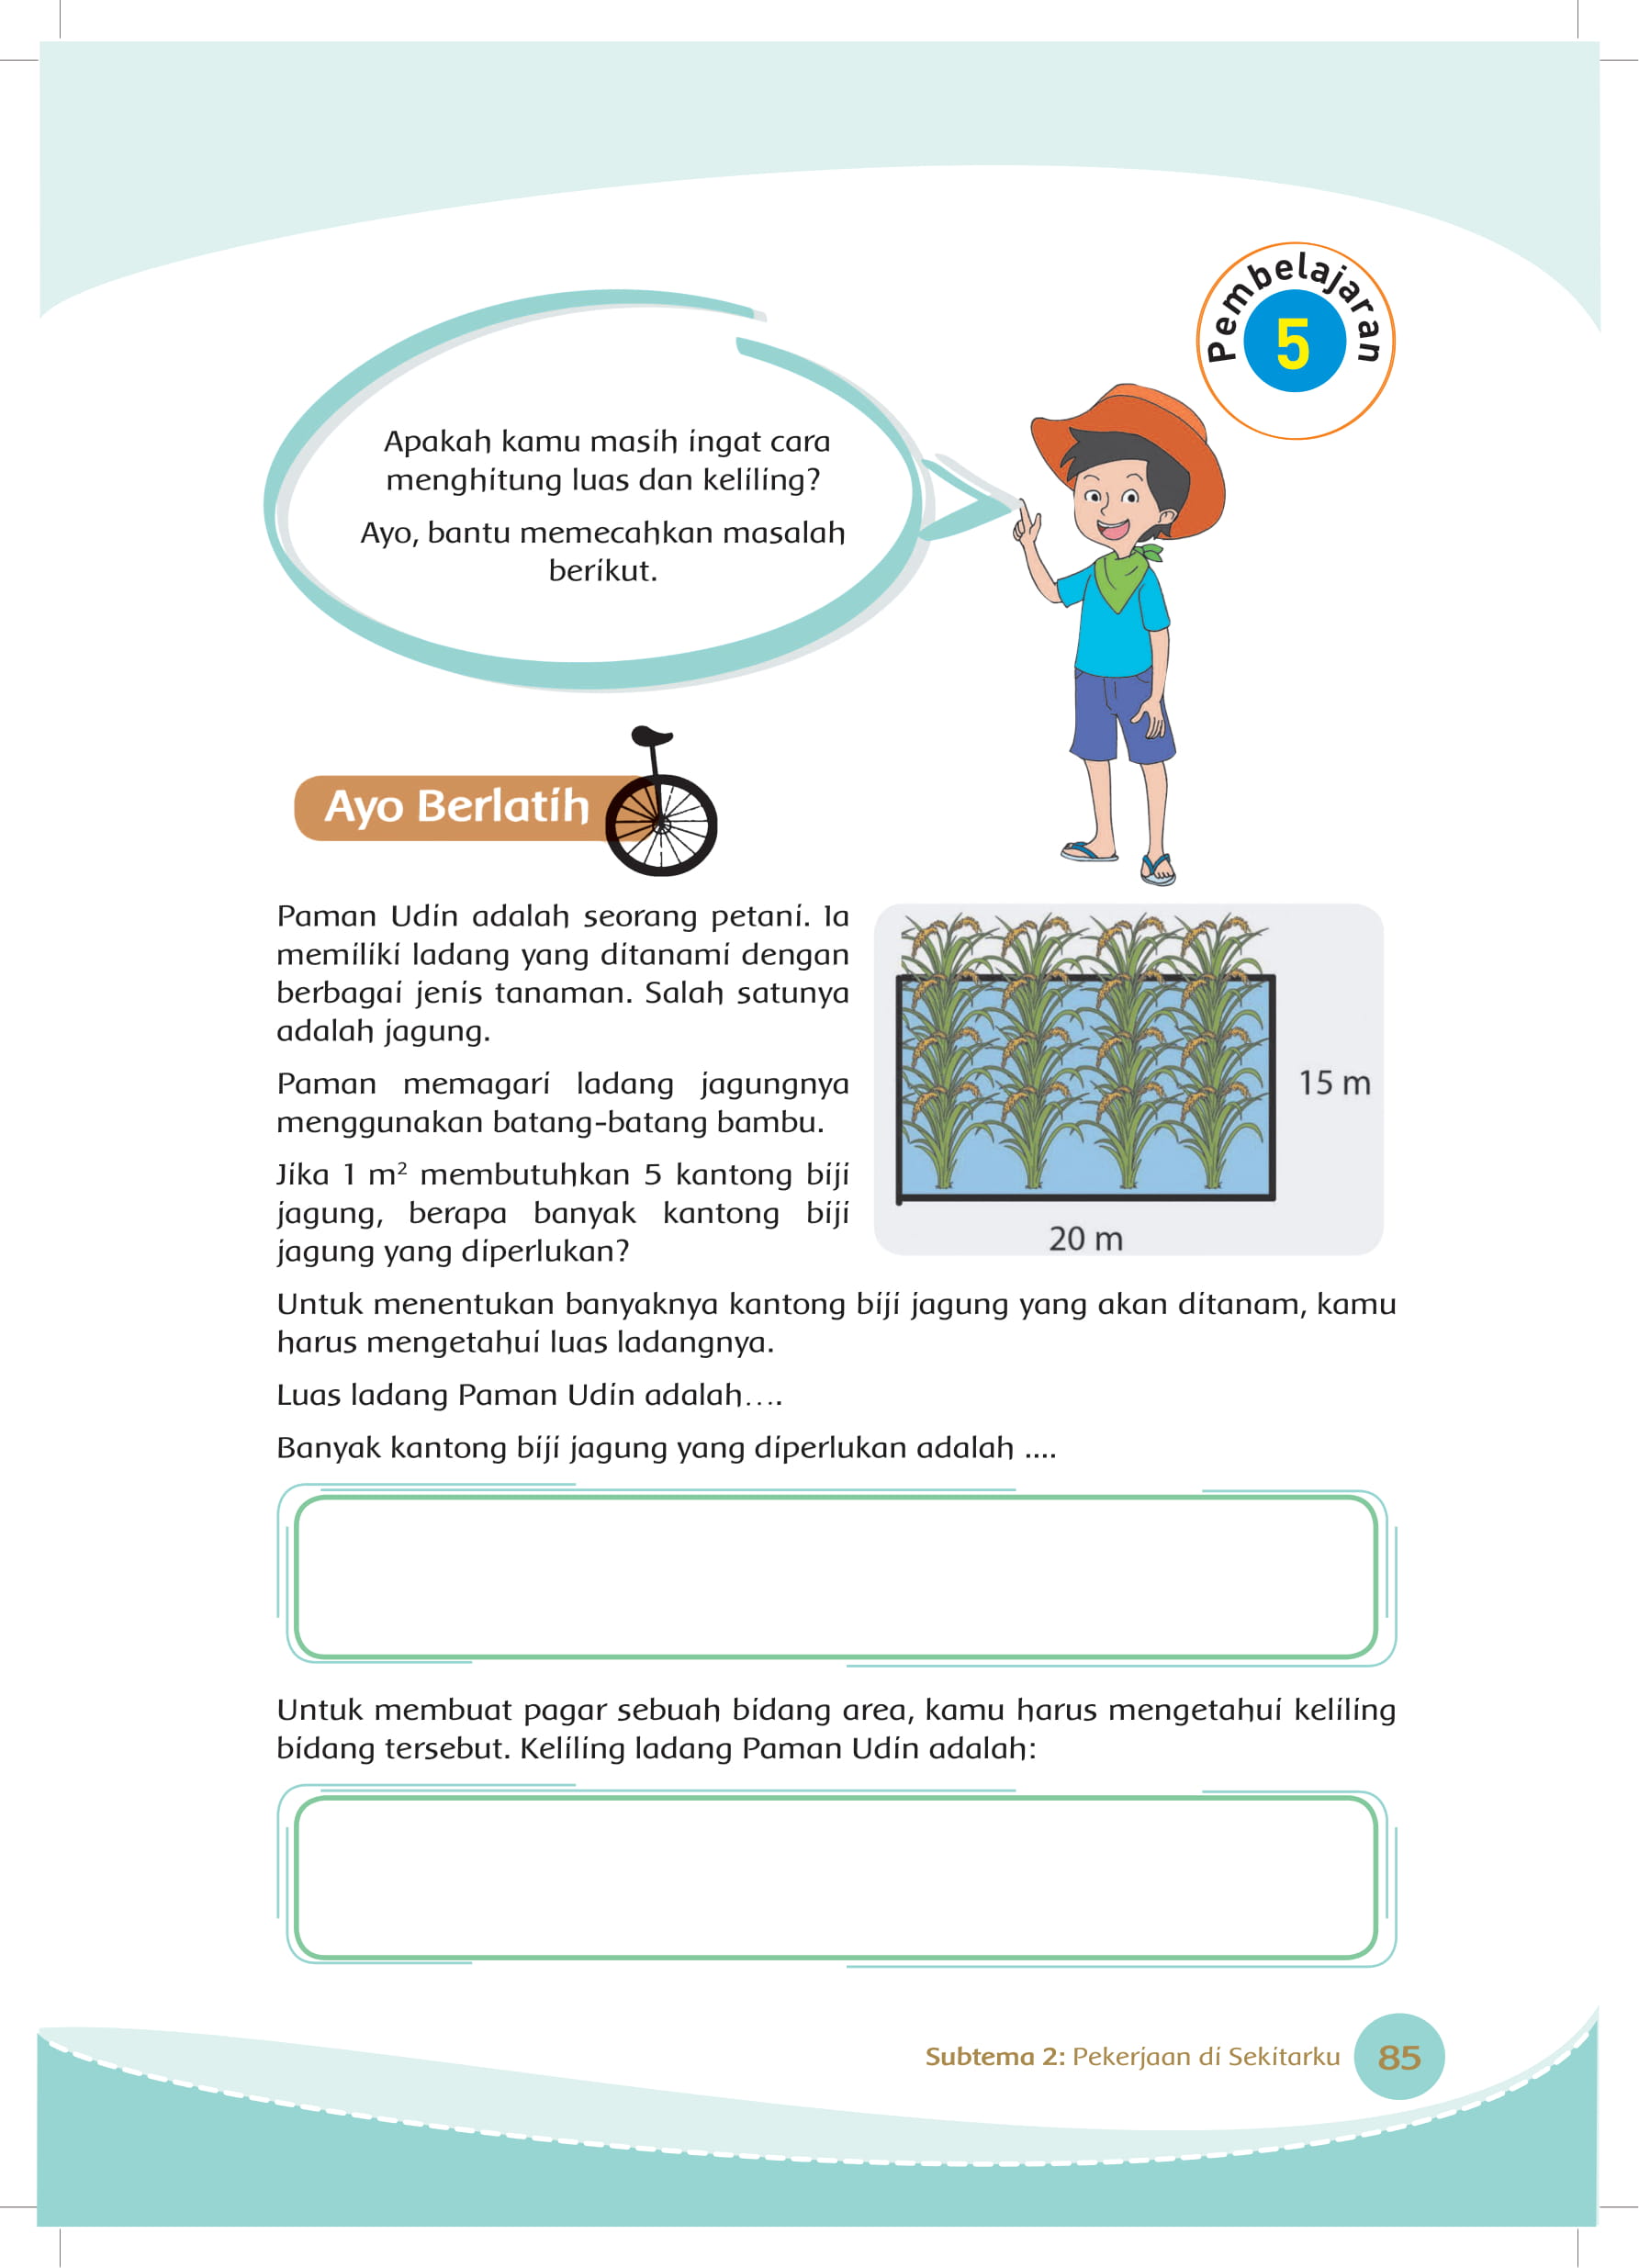 Pembelajaran
5
Apakah kamu masih ingat cara
menghitung luas dan keliling?
Ayo, bantu memecahkan masalah
berikut.
Ayo Berlatih
Paman Udin adalah seorang petani. Ia
memiliki ladang yang ditanami dengan
berbagai jenis tanaman. Salah satunya
adalah jagung.
Paman memagari ladang jagungnya
menggunakan batang-batang bambu.
Jika 1 m² membutuhkan 5 kantong biji
jagung, berapa banyak kantong biji
jagung yang diperlukan?
15 m
20 m
Untuk menentukan banyaknya kantong biji jagung yang akan ditanam, kamu
harus mengetahui luas ladangnya.
Luas ladang Paman Udin adalah....
Banyak kantong biji jagung yang diperlukan adalah ....
Untuk membuat pagar sebuah bidang area, kamu harus mengetahui keliling
bidang tersebut. Keliling ladang Paman Udin adalah:
Subtema 2: Pekerjaan di Sekitarku
85